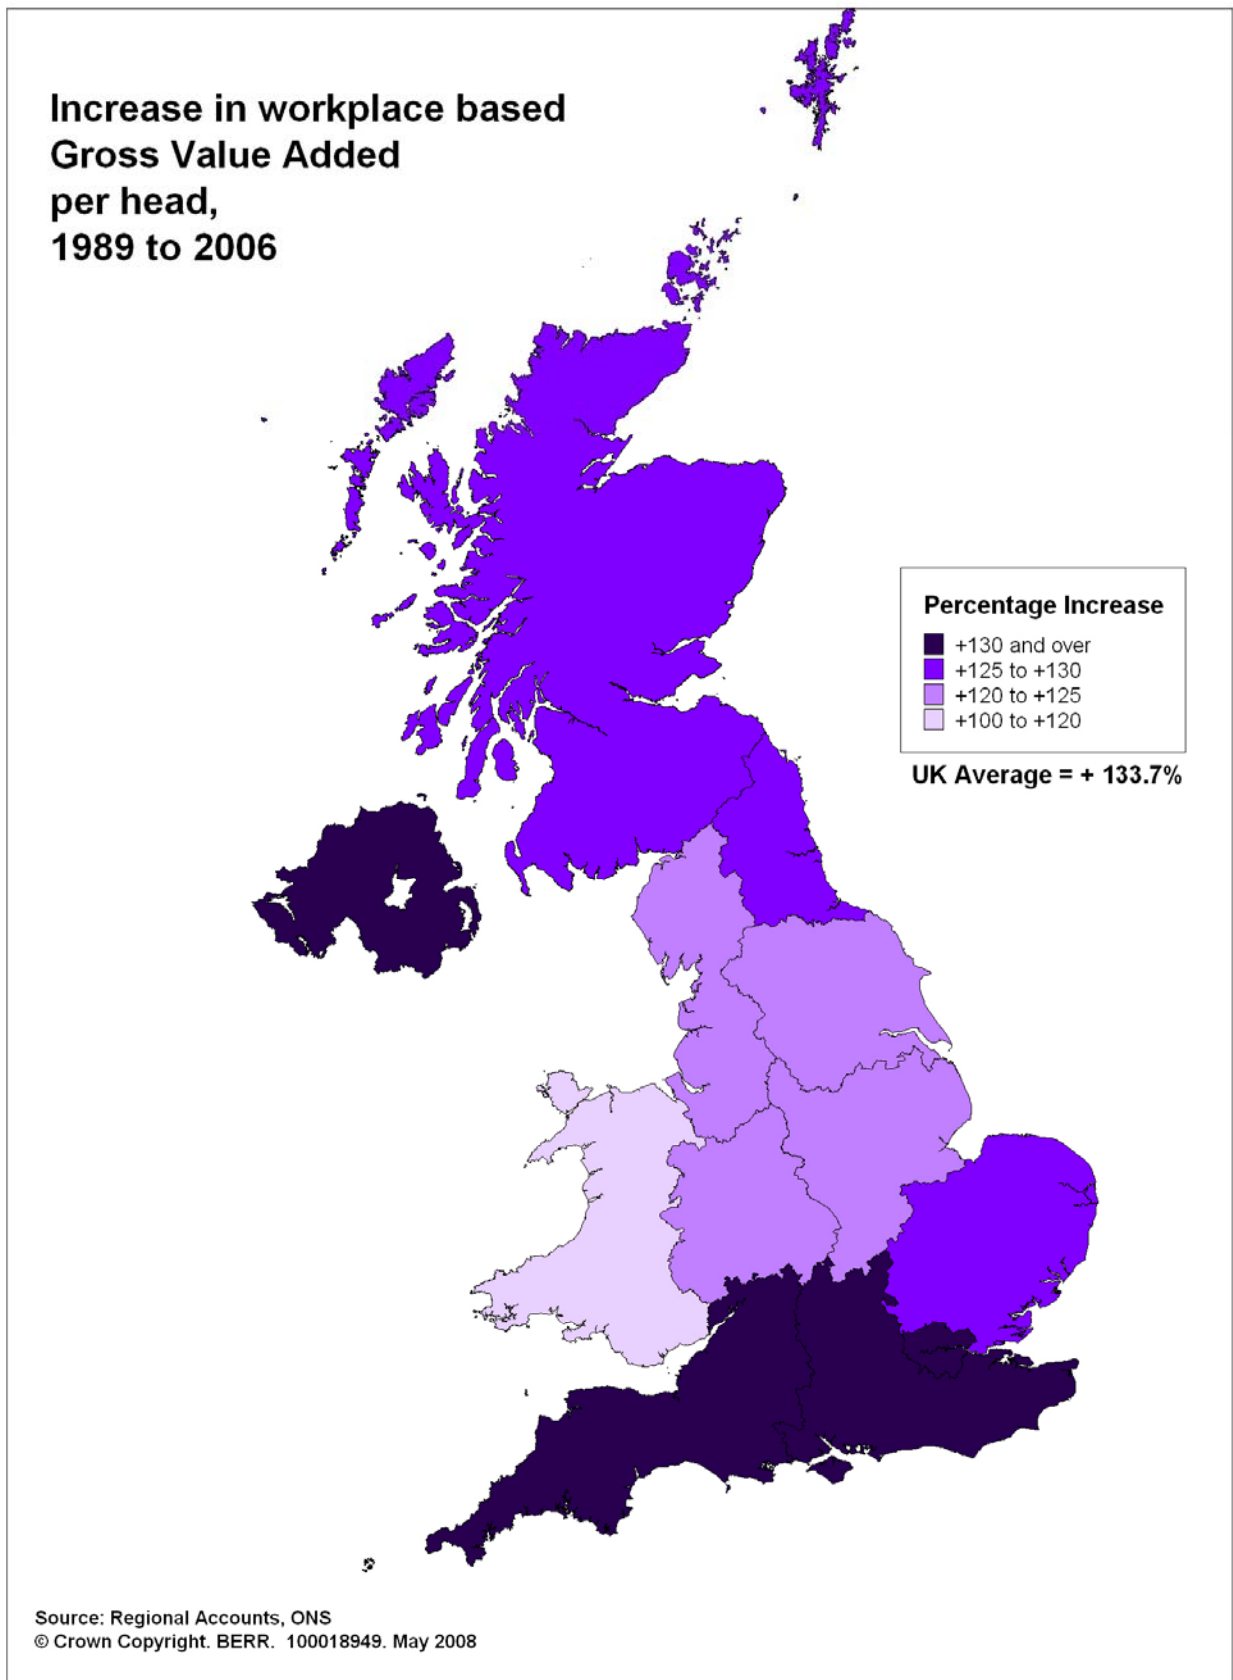 Increase in workplace based
Gross Value Added
per head,
1989 to 2006
Percentage Increase
+130 and over
+125 to +130
+120 to +125
+100 to +120
UK Average = + 133.7%
Source: Regional Accounts, ONS
© Crown Copyright. BERR. 100018949. May 2008